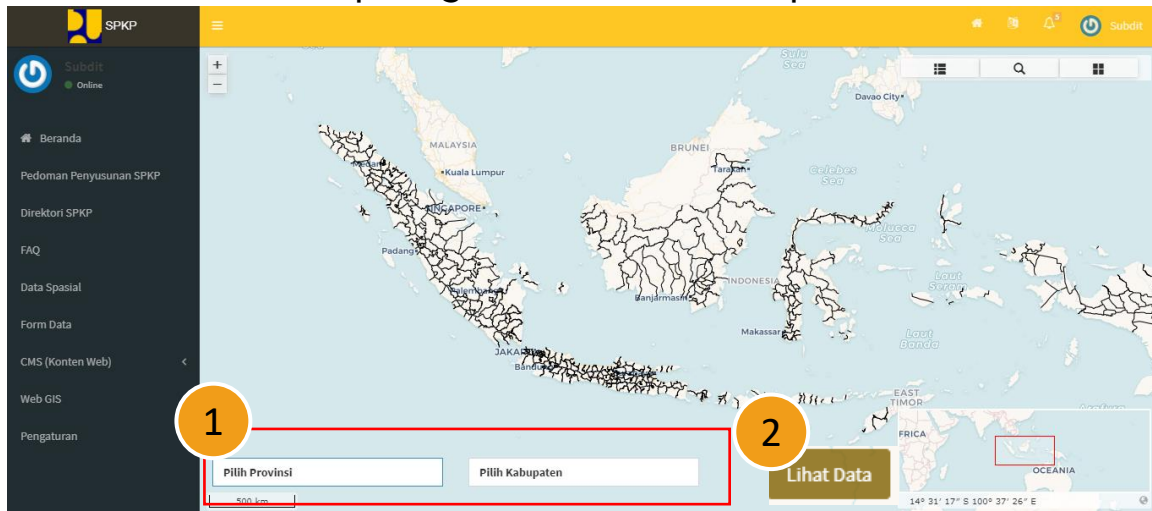 SPKP
3
Subdit
Subdit
Online
Beranda
Pedoman Penyusunan SPKP
Direktori SPKP
FAQ
Data Spasial
Form Data
CMS (Konten Web)
Web GIS
Pengaturan
+
−
Sulu
Sea
Davao City
MALAYSIA
Kuala Lumpur
BRUNEI
Tarakan
Celebes
Sea
Medan
SINGAPORE
Molucca
Sea
Padang
Palembang
INDONESIA
Banjarmasin
Laut
Seram
Makassar
Laut
Banda
JAKARTA
Bandung
EAST
TIMOR
1
2
Pilih Provinsi
Pilih Kabupaten
Lihat Data
500 km
FRICA
OCEANIA
14° 31' 17" S 100° 37' 26" E